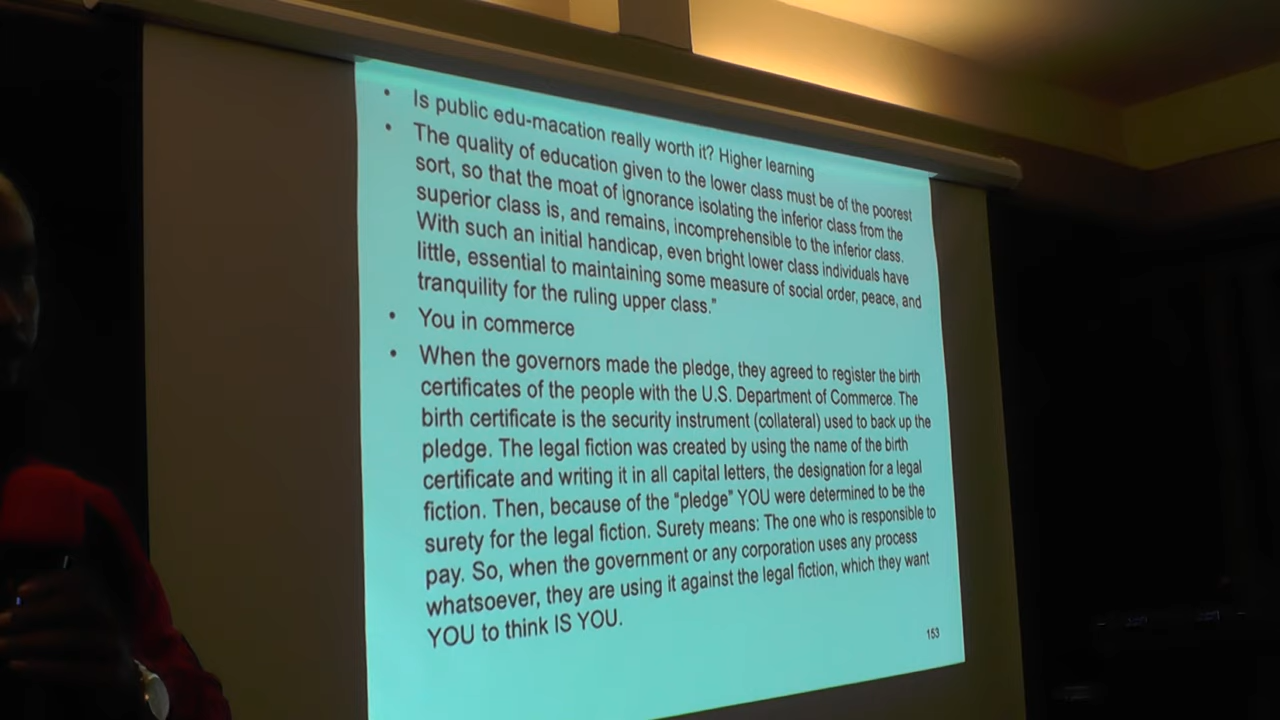 • Is public edu-macation really worth it? Higher learning
• The quality of education given to the lower class must be of the poorest
sort, so that the moat of ignorance isolating the inferior class from the
superior class is, and remains, incomprehensible to the inferior class.
With such an initial handicap, even bright lower class individuals have
little, essential to maintaining some measure of social order, peace, and
tranquility for the ruling upper class."
• You in commerce
• When the governors made the pledge, they agreed to register the birth
certificates of the people with the U.S. Department of Commerce. The
birth certificate is the security instrument (collateral) used to back up the
pledge. The legal fiction was created by using the name of the birth
certificate and writing it in all capital letters, the designation for a legal
fiction. Then, because of the “pledge” YOU were determined to be the
surety for the legal fiction. Surety means: The one who is responsible to
pay. So, when the government or any corporation uses any process
whatsoever, they are using it against the legal fiction, which they want
YOU to think IS YOU.
153